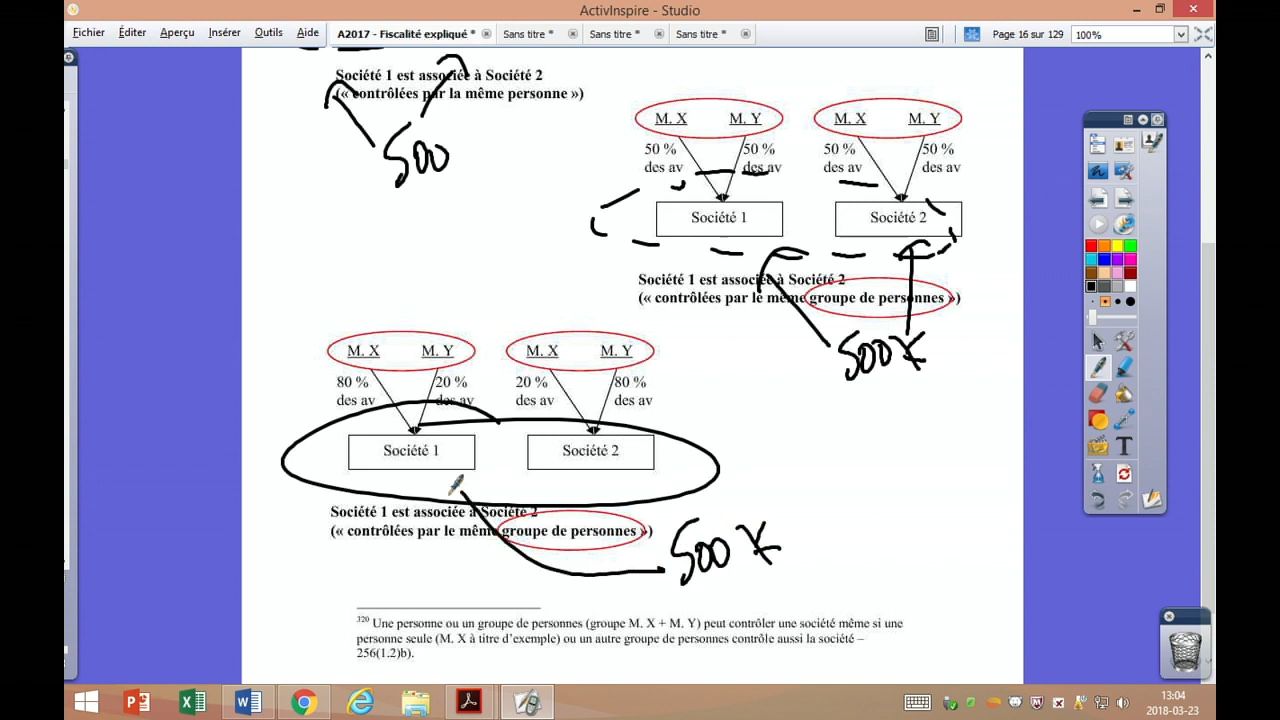 ActivInspire - Studio
Fichier Éditer Aperçu Insérer Outils Aide A2017 - Fiscalité expliqué * Sans titre * Sans titre * Sans titre * Page 16 sur 129 100%
Société 1 est associée à Société 2
(« contrôlées par la même personne »)
500
M. X M. Y M. X M. Y
50 % 50 % 50 % 50 %
des av des av des av des av
Société 1 Société 2
Société 1 est associée à Société 2
(« contrôlées par le même groupe de personnes »)
500 K
M. X M. Y M. X M. Y
80 % 20 % 20 % 80 %
des av des av des av des av
Société 1 Société 2
Société 1 est associée à Société 2
(« contrôlées par le même groupe de personnes »)
500 K
320 Une personne ou un groupe de personnes (groupe M. X + M. Y) peut contrôler une société même si une
personne seule (M. X à titre d'exemple) ou un autre groupe de personnes contrôle aussi la société –
256(1.2)b).
13:04
2018-03-23